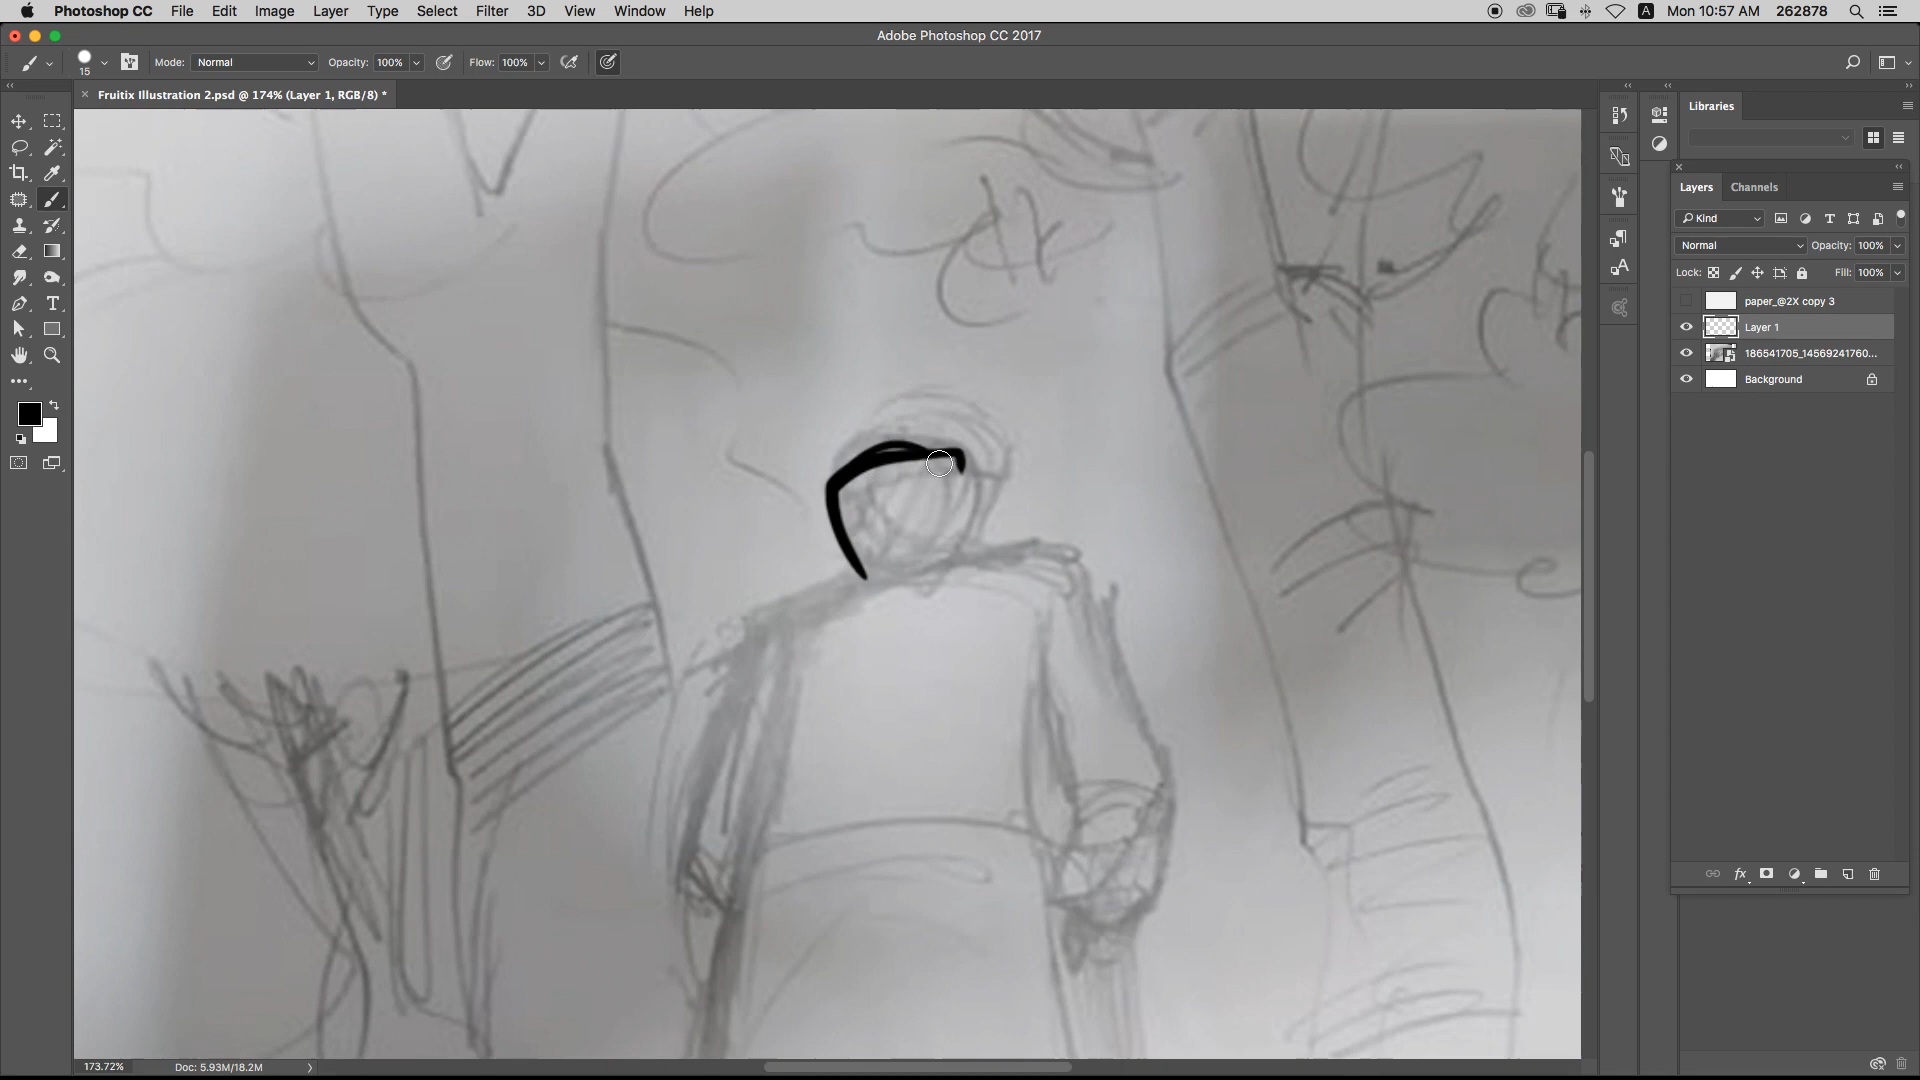 Photoshop CC File Edit Image Layer Type Select Filter 3D View Window Help A Mon 10:57 AM 262878
Adobe Photoshop CC 2017
15 Mode: Normal Opacity: 100% Flow: 100%
× Fruitix Illustration 2.psd @ 174% (Layer 1, RGB/8) *
Libraries
Layers Channels
Kind
Normal Opacity: 100%
Lock: Fill: 100%
paper_@2X copy 3
Layer 1
186541705_14569241760...
Background
fx
173.72% Doc: 5.93M/18.2M